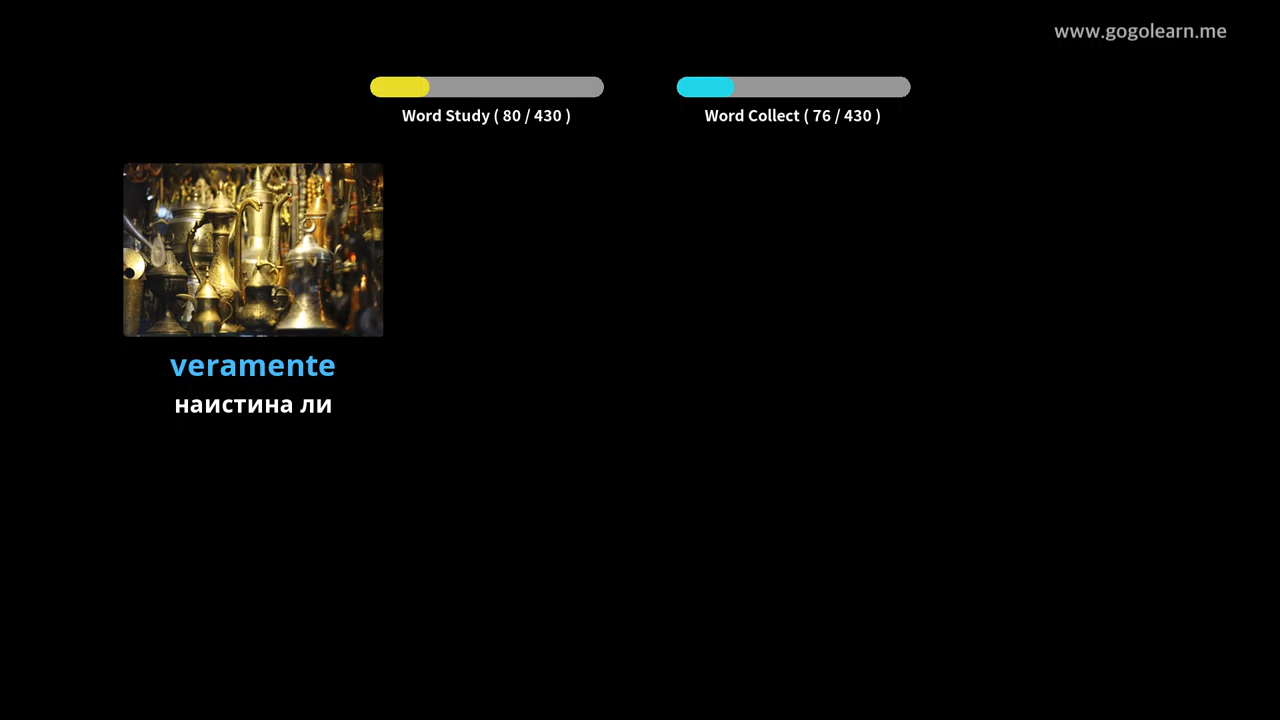 www.gogolearn.me
Word Study ( 80 / 430 )
Word Collect ( 76 / 430 )
veramente
наистина ли